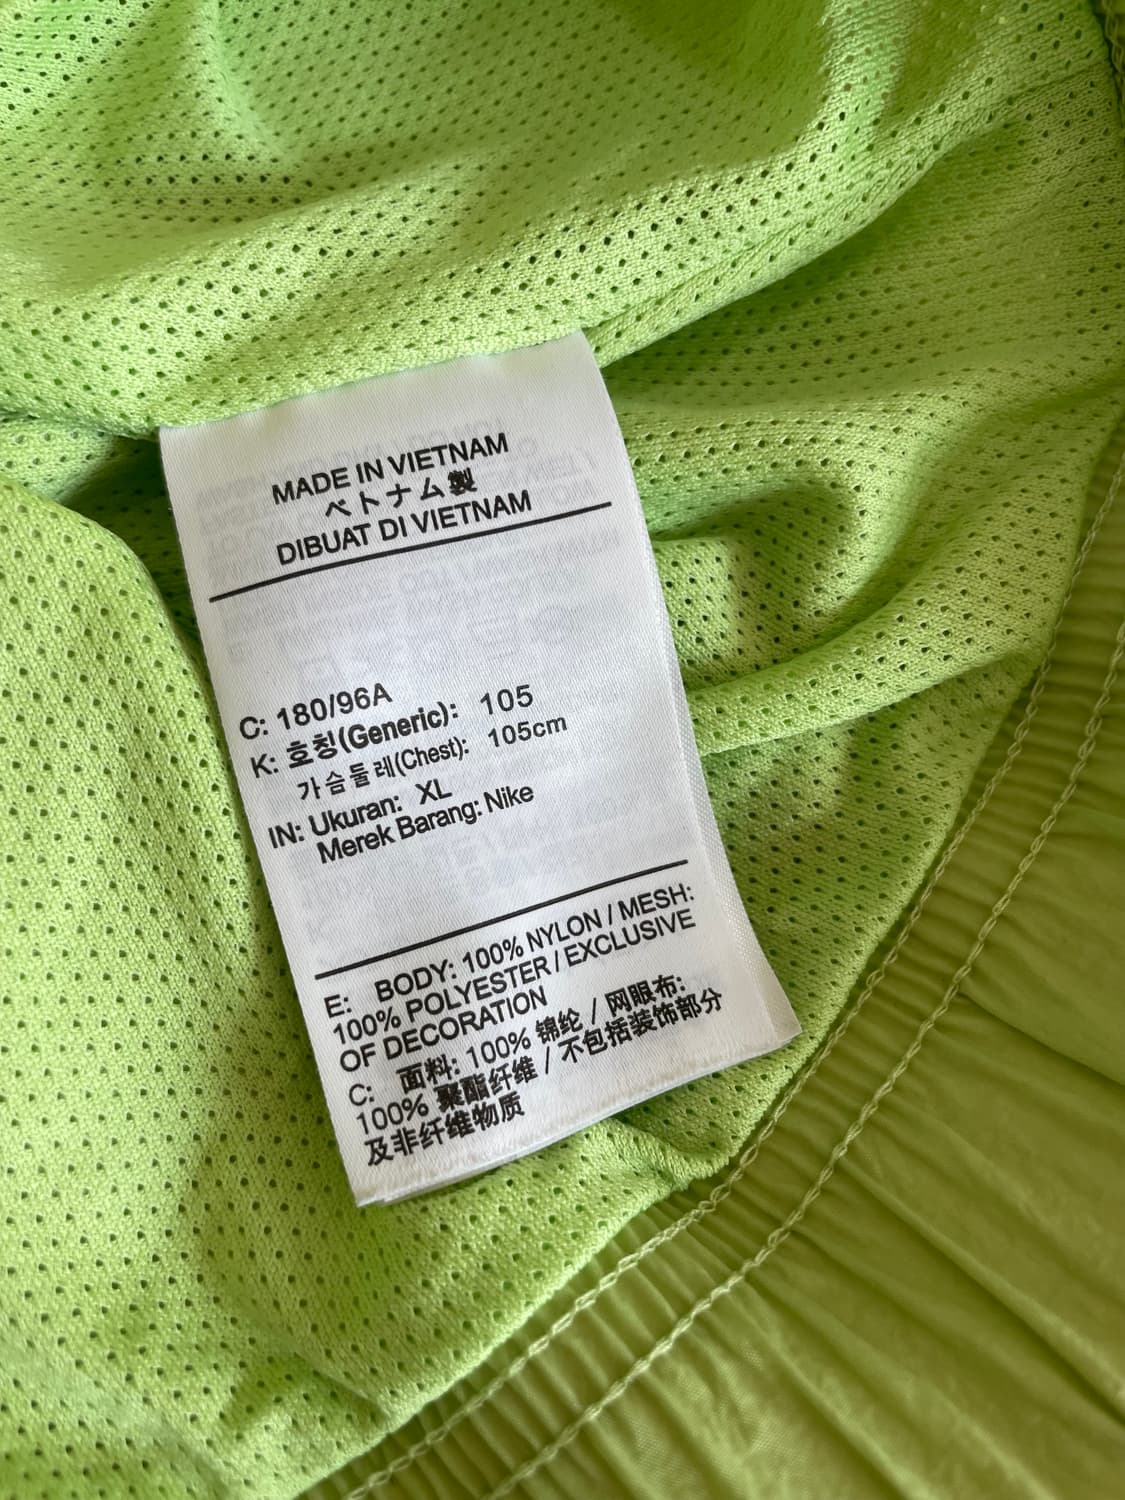 MADE IN VIETNAM
ベトナム製
DIBUAT DI VIETNAM
C: 180/96A
K: 호칭(Generic): 105
가슴둘레(Chest): 105cm
IN: Ukuran: XL
Merek Barang: Nike
E: BODY: 100% NYLON / MESH:
100% POLYESTER / EXCLUSIVE
OF DECORATION
C: 面料: 100% 锦纶 / 网眼布:
100% 聚酯纤维 / 不包括装饰部分
及非纤维物质